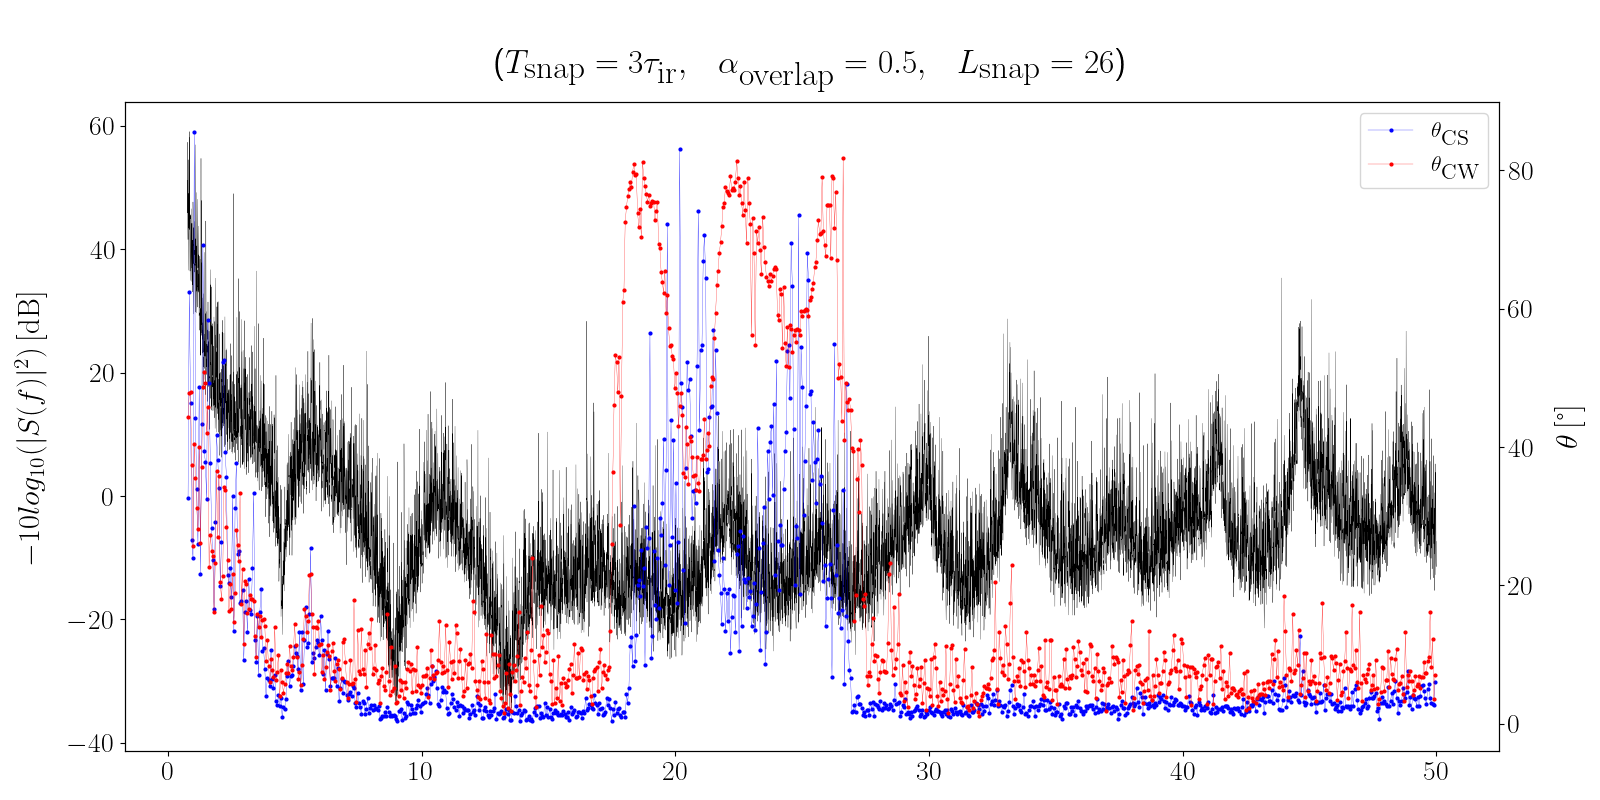 (T_snap = 3τ_ir, α_overlap = 0.5, L_snap = 26)
60
40
20
0
−20
−40
−10log_10(|S(f)|^2) [dB]
θ_CS
θ_CW
80
60
40
20
0
θ [°]
0 10 20 30 40 50